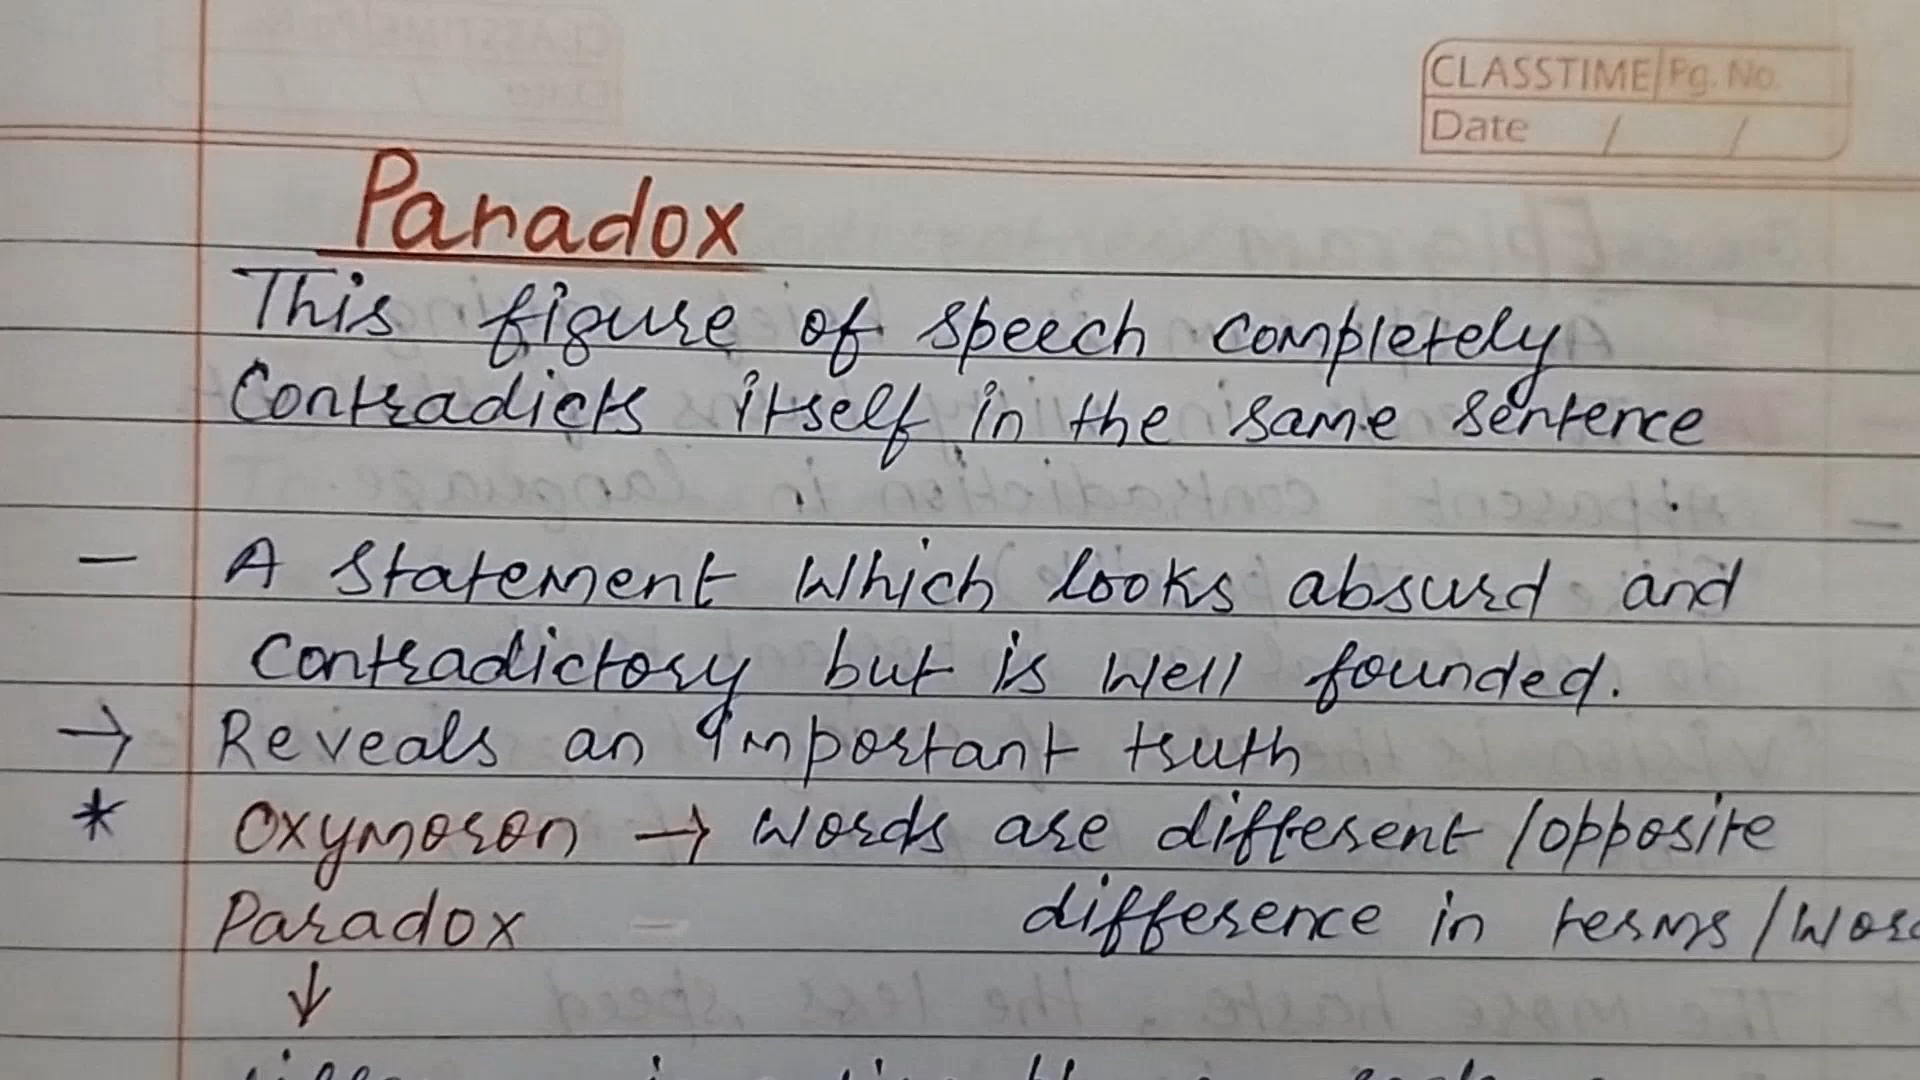 CLASSTIME Pg. No.
Date / /
Paradox
This figure of speech completely
Contradicts itself in the same sentence
– A statement which looks absurd and
Contradictory but is well founded.
→ Reveals an Important truth
* Oxymoron → words are different / opposite
Paradox difference in terms /
↓